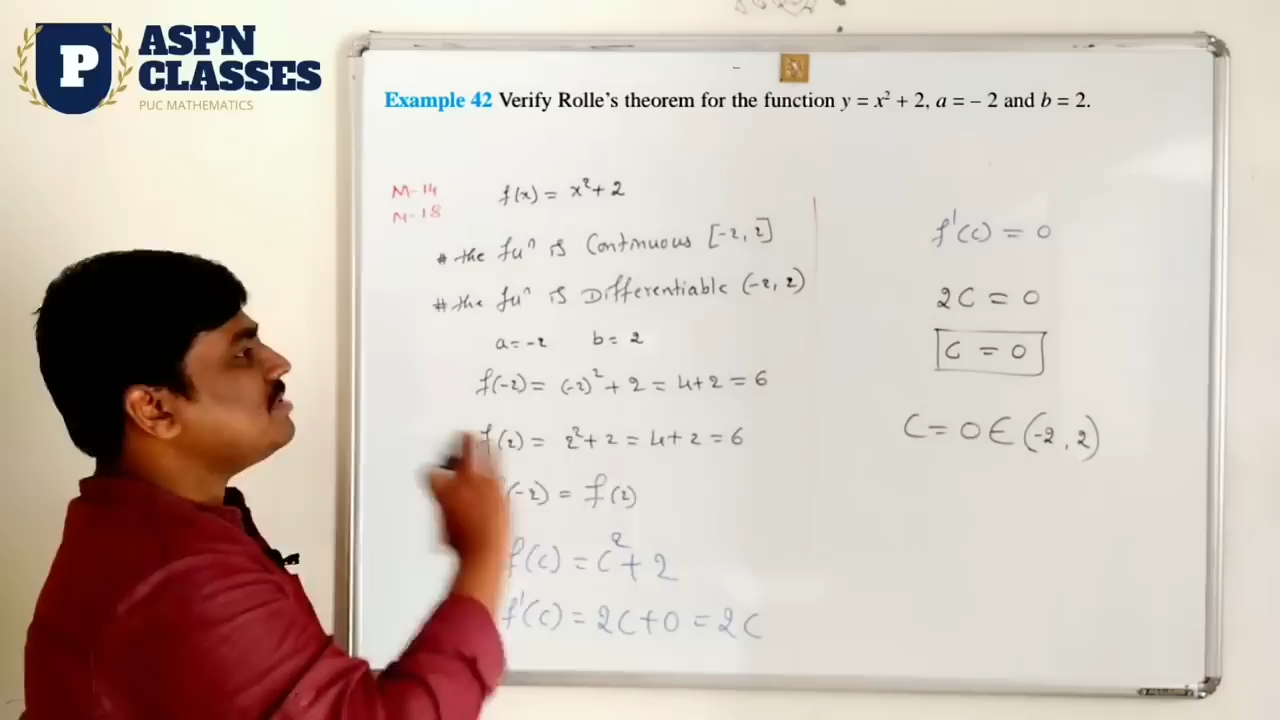 ASPN
CLASSES
PUC MATHEMATICS
P
Example 42 Verify Rolle's theorem for the function y = x² + 2, a = – 2 and b = 2.
M-14
M-18
f(x) = x² + 2
# the fuⁿ is Continuous [-2, 2]
# the fuⁿ is Differentiable (-2, 2)
a = -2 b = 2
f(-2) = (-2)² + 2 = 4+2 = 6
f(2) = 2² + 2 = 4+2 = 6
(-2) = f(2)
f(c) = c² + 2
f'(c) = 2c+0 = 2c
f'(c) = 0
2c = 0
c = 0
C = 0 ∈ (-2, 2)